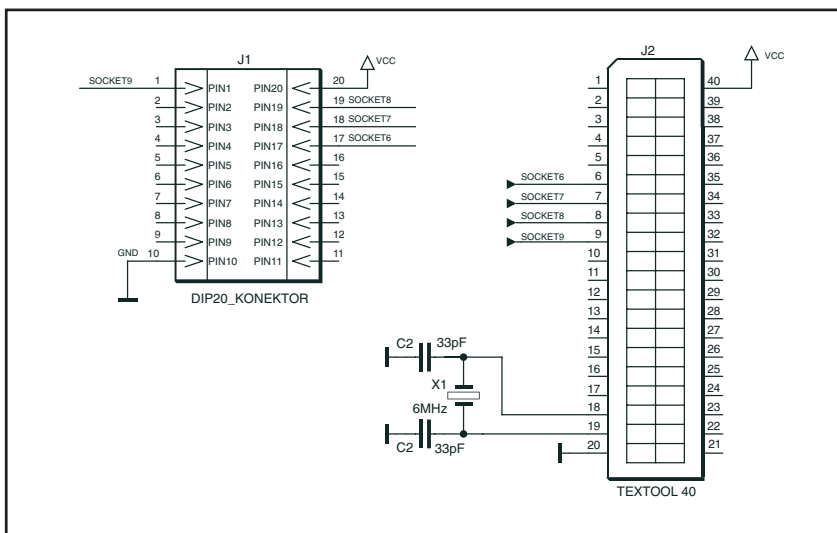 J1
VCC
SOCKET9 1 PIN1 PIN20 20
2 PIN2 PIN19 19 SOCKET8
3 PIN3 PIN18 18 SOCKET7
4 PIN4 PIN17 17 SOCKET6
5 PIN5 PIN16 16
6 PIN6 PIN15 15
7 PIN7 PIN14 14
8 PIN8 PIN13 13
9 PIN9 PIN12 12
GND 10 PIN10 PIN11 11
DIP20_KONEKTOR
J2
VCC
1 40
2 39
3 38
4 37
5 36
SOCKET6 6 35
SOCKET7 7 34
SOCKET8 8 33
SOCKET9 9 32
10 31
11 30
12 29
13 28
14 27
15 26
16 25
17 24
18 23
19 22
20 21
TEXTOOL 40
C2 33pF
X1
6MHz
C2 33pF